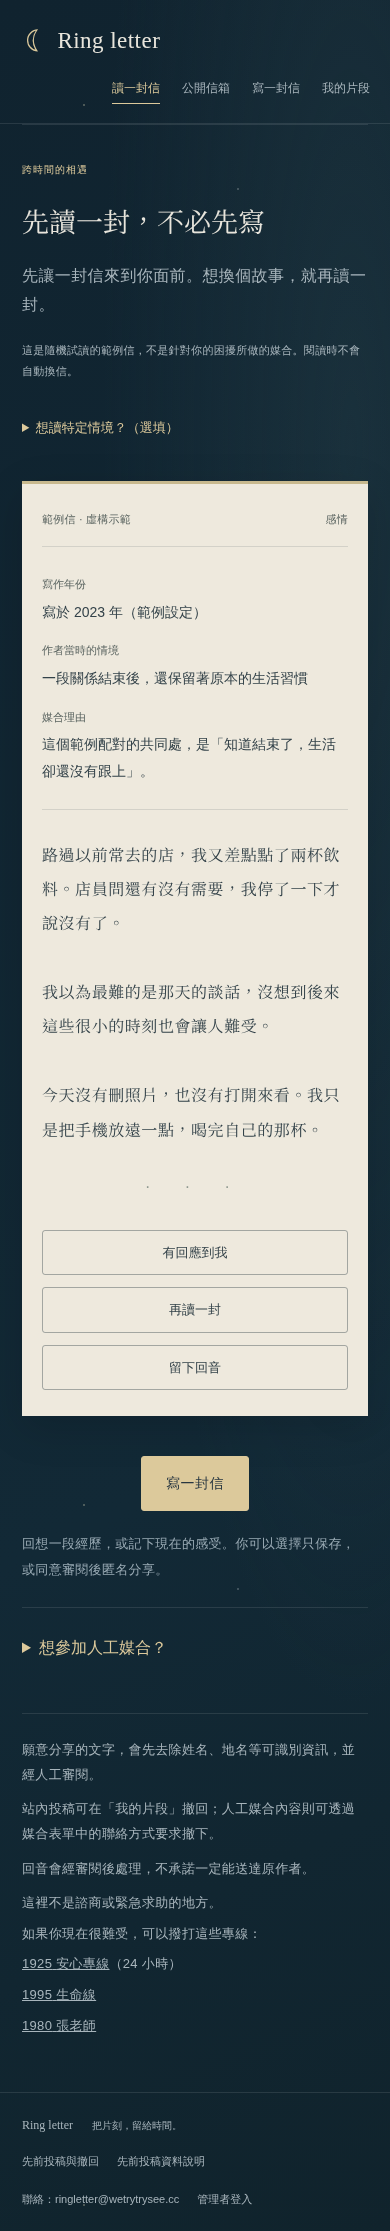 Ring letter
讀一封信 公開信箱 寫一封信 我的片段
跨時間的相遇
先讀一封，不必先寫
先讓一封信來到你面前。想換個故事，就再讀一
封。
這是隨機試讀的範例信，不是針對你的困擾所做的媒合。閱讀時不會
自動換信。
想讀特定情境？（選填）
範例信 · 虛構示範 感情
寫作年份
寫於 2023 年（範例設定）
作者當時的情境
一段關係結束後，還保留著原本的生活習慣
媒合理由
這個範例配對的共同處，是「知道結束了，生活
卻還沒有跟上」。
路過以前常去的店，我又差點點了兩杯飲
料。店員問還有沒有需要，我停了一下才
說沒有了。
我以為最難的是那天的談話，沒想到後來
這些很小的時刻也會讓人難受。
今天沒有刪照片，也沒有打開來看。我只
是把手機放遠一點，喝完自己的那杯。
· · ·
有回應到我
再讀一封
留下回音
寫一封信
回想一段經歷，或記下現在的感受。你可以選擇只保存，
或同意審閱後匿名分享。
想參加人工媒合？
願意分享的文字，會先去除姓名、地名等可識別資訊，並
經人工審閱。
站內投稿可在「我的片段」撤回；人工媒合內容則可透過
媒合表單中的聯絡方式要求撤下。
回音會經審閱後處理，不承諾一定能送達原作者。
這裡不是諮商或緊急求助的地方。
如果你現在很難受，可以撥打這些專線：
1925 安心專線（24 小時）
1995 生命線
1980 張老師
Ring letter 把片刻，留給時間。
先前投稿與撤回 先前投稿資料說明
聯絡：ringletter@wetrytrysee.cc 管理者登入